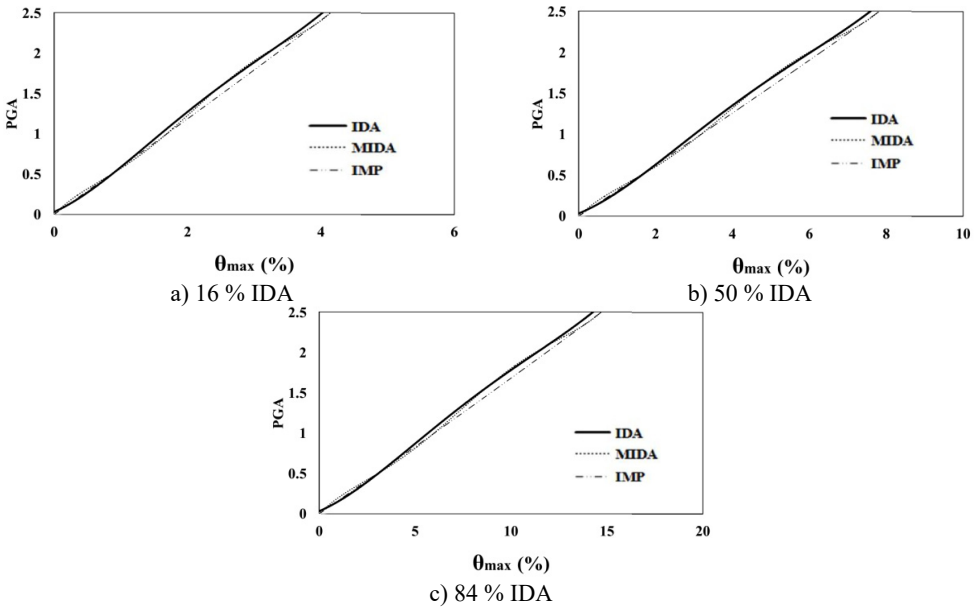 2.5
2
1.5
1
0.5
0
PGA
IDA
MIDA
IMP
0 2 4 6
θmax (%)
a) 16 % IDA
2.5
2
1.5
1
0.5
0
PGA
IDA
MIDA
IMP
0 2 4 6 8 10
θmax (%)
b) 50 % IDA
2.5
2
1.5
1
0.5
0
PGA
IDA
MIDA
IMP
0 5 10 15 20
θmax (%)
c) 84 % IDA